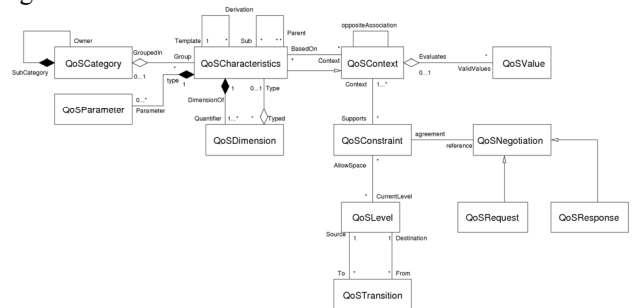 Derivation
oppositeAssociation
Owner
Template 1 * Sub * * * Parent
GroupedIn
Group
BasedOn *
Evaluates *
SubCategory
QoSCategory
QoSCharacteristics
* Context
QoSContext
QoSValue
0...1
* type 1
0...1 ValidValues
DimensionOf 1 0...1 Type
Context 1...*
QoSParameter
0...*
Parameter
Quantifier 1...* * Typed
Supports *
QoSDimension
QoSConstraint
agreement
reference
QoSNegotiation
AllowSpace *
* CurrentLevel
QoSRequest
QoSResponse
QoSLevel
Source 1 1 Destination
To * * From
QoSTransition